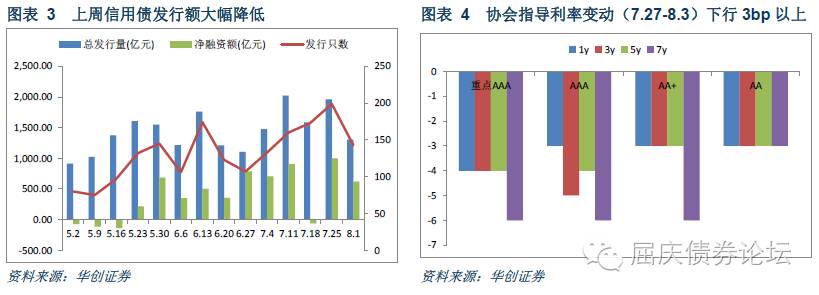 图表 3 上周信用债发行额大幅降低
总发行量(亿元) 净融资额(亿元) 发行只数
2,500.00
2,000.00
1,500.00
1,000.00
500.00
0.00
-500.00
250
200
150
100
50
0
5.2 5.9 5.16 5.23 5.30 6.6 6.13 6.20 6.27 7.4 7.11 7.18 7.25 8.1
资料来源：华创证券
图表 4 协会指导利率变动（7.27-8.3）下行 3bp 以上
1y 3y 5y 7y
0
-1
-2
-3
-4
-5
-6
-7
重点AAA AAA AA+ AA
屈庆债券论坛
资料来源：华创证券